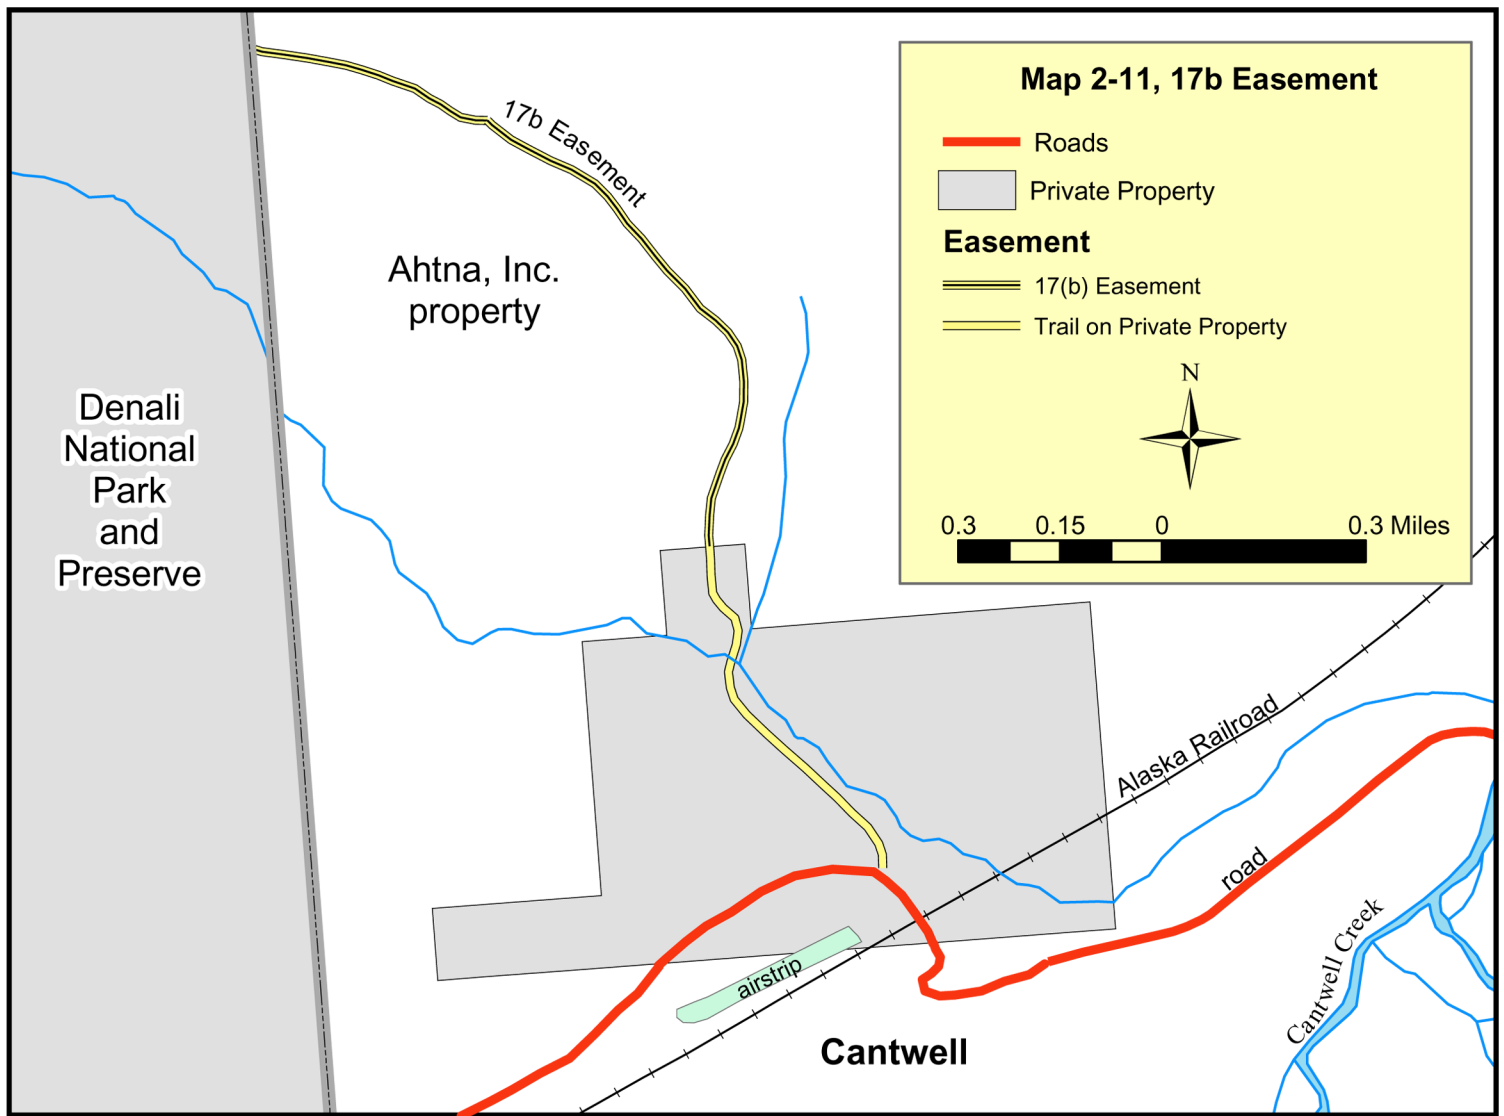 Map 2-11, 17b Easement
Roads
Private Property
Easement
17(b) Easement
Trail on Private Property
N
0.3 0.15 0 0.3 Miles
17b Easement
Ahtna, Inc.
property
Denali
National
Park
and
Preserve
Alaska Railroad
road
Cantwell Creek
airstrip
Cantwell